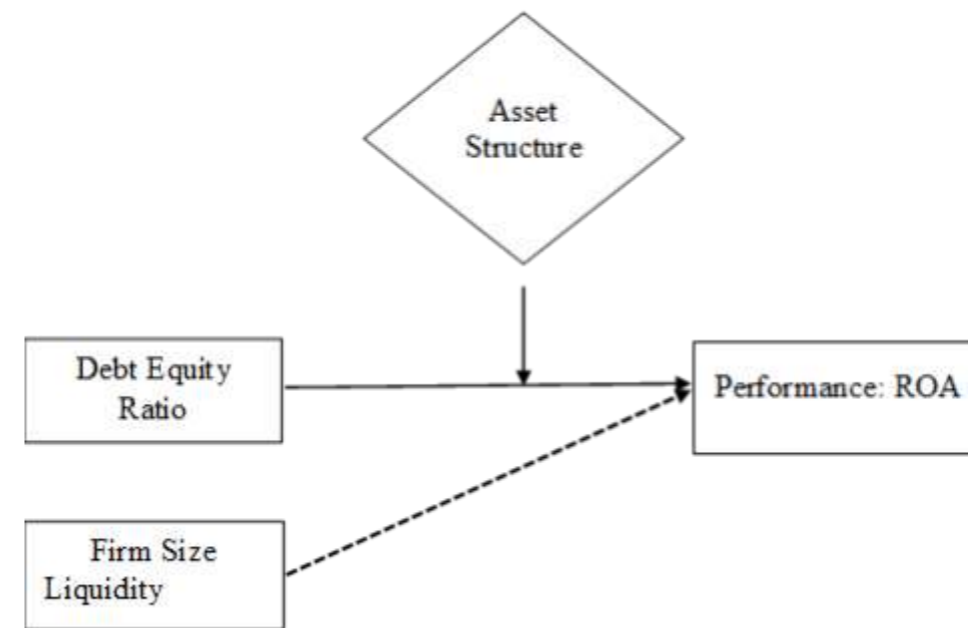 Asset
Structure
Debt Equity
Ratio
Performance: ROA
Firm Size
Liquidity